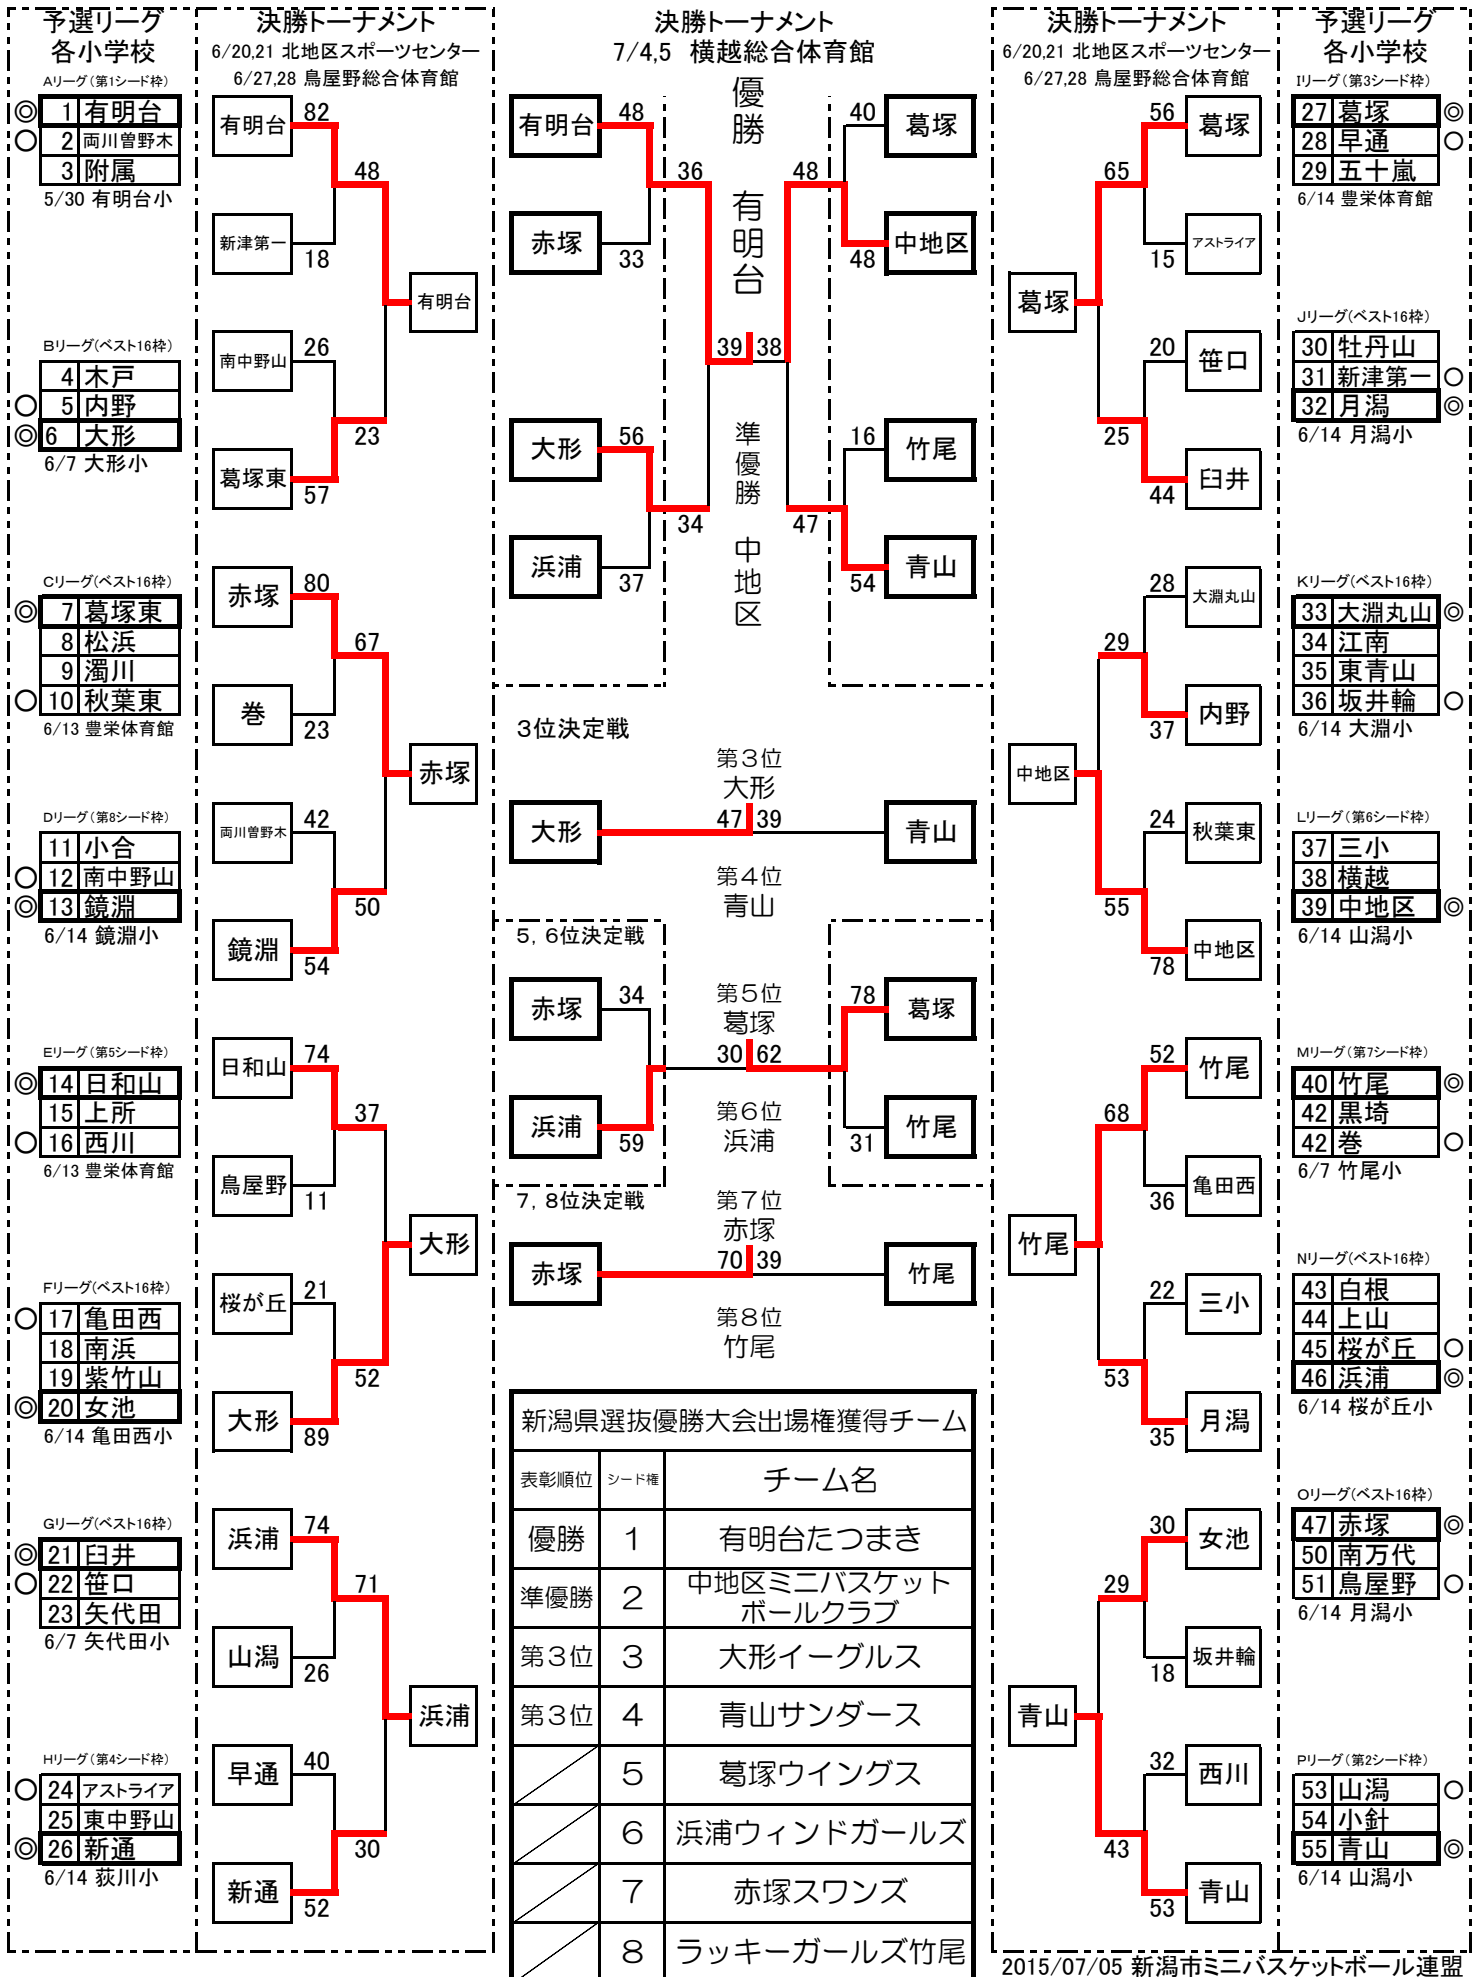 予選リーグ
各小学校
Aリーグ(第1シード枠)
◎ 1 有明台
○ 2 両川曽野木
3 附属
5/30 有明台小
Bリーグ(ベスト16枠)
4 木戸
○ 5 内野
◎ 6 大形
6/7 大形小
Cリーグ(ベスト16枠)
◎ 7 葛塚東
8 松浜
9 濁川
○ 10 秋葉東
6/13 豊栄体育館
Dリーグ(第8シード枠)
11 小合
○ 12 南中野山
◎ 13 鏡淵
6/14 鏡淵小
Eリーグ(第5シード枠)
◎ 14 日和山
15 上所
○ 16 西川
6/13 豊栄体育館
Fリーグ(ベスト16枠)
○ 17 亀田西
18 南浜
19 紫竹山
◎ 20 女池
6/14 亀田西小
Gリーグ(ベスト16枠)
◎ 21 臼井
○ 22 笹口
23 矢代田
6/7 矢代田小
Hリーグ(第4シード枠)
○ 24 アストライア
25 東中野山
◎ 26 新通
6/14 荻川小
決勝トーナメント
6/20,21 北地区スポーツセンター
6/27,28 鳥屋野総合体育館
有明台 82
48
新津第一 18
有明台
南中野山 26
23
葛塚東 57
赤塚 80
67
巻 23
赤塚
両川曽野木 42
50
鏡淵 54
日和山 74
37
鳥屋野 11
大形
桜が丘 21
52
大形 89
浜浦 74
71
山潟 26
浜浦
早通 40
30
新通 52
決勝トーナメント
7/4,5 横越総合体育館
優勝 有明台
有明台 48
40 葛塚
36
48
赤塚 33
48 中地区
39 38
準優勝 中地区
大形 56
16 竹尾
34
47
浜浦 37
54 青山
3位決定戦
第3位
大形
大形 47 39 青山
第4位
青山
5, 6位決定戦
赤塚 34
第5位
葛塚
78 葛塚
30 62
浜浦 59
第6位
浜浦
31 竹尾
7, 8位決定戦
第7位
赤塚
赤塚 70 39 竹尾
第8位
竹尾
新潟県選抜優勝大会出場権獲得チーム
表彰順位 シード権 チーム名
優勝 1 有明台たつまき
準優勝 2 中地区ミニバスケット
ボールクラブ
第3位 3 大形イーグルス
第3位 4 青山サンダース
5 葛塚ウイングス
6 浜浦ウィンドガールズ
7 赤塚スワンズ
8 ラッキーガールズ竹尾
決勝トーナメント
6/20,21 北地区スポーツセンター
6/27,28 鳥屋野総合体育館
56 葛塚
65
15 アストライア
葛塚
20 笹口
25
44 臼井
28 大淵丸山
29
37 内野
中地区
24 秋葉東
55
78 中地区
52 竹尾
68
36 亀田西
竹尾
22 三小
53
35 月潟
30 女池
29
18 坂井輪
青山
32 西川
43
53 青山
予選リーグ
各小学校
Iリーグ(第3シード枠)
27 葛塚 ◎
28 早通 ○
29 五十嵐
6/14 豊栄体育館
Jリーグ(ベスト16枠)
30 牡丹山
31 新津第一 ○
32 月潟 ◎
6/14 月潟小
Kリーグ(ベスト16枠)
33 大淵丸山 ◎
34 江南
35 東青山
36 坂井輪 ○
6/14 大淵小
Lリーグ(第6シード枠)
37 三小
38 横越
39 中地区 ◎
6/14 山潟小
Mリーグ(第7シード枠)
40 竹尾 ◎
42 黒埼
42 巻 ○
6/7 竹尾小
Nリーグ(ベスト16枠)
43 白根
44 上山
45 桜が丘 ○
46 浜浦 ◎
6/14 桜が丘小
Oリーグ(ベスト16枠)
47 赤塚 ◎
50 南万代
51 鳥屋野 ○
6/14 月潟小
Pリーグ(第2シード枠)
53 山潟 ○
54 小針
55 青山 ◎
6/14 山潟小
2015/07/05 新潟市ミニバスケットボール連盟